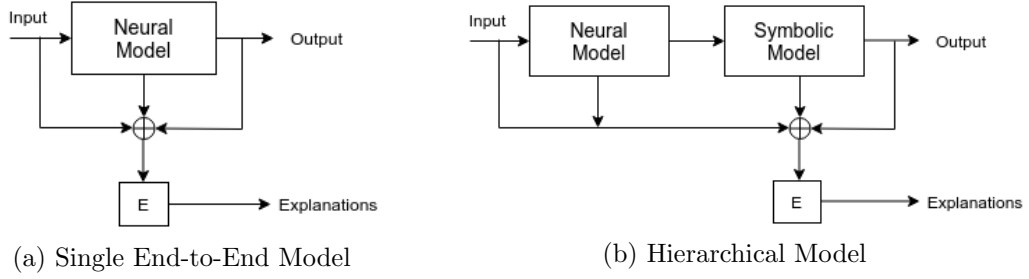 Input
Neural
Model
Output
E
Explanations
(a) Single End-to-End Model
Input
Neural
Model
Symbolic
Model
Output
E
Explanations
(b) Hierarchical Model